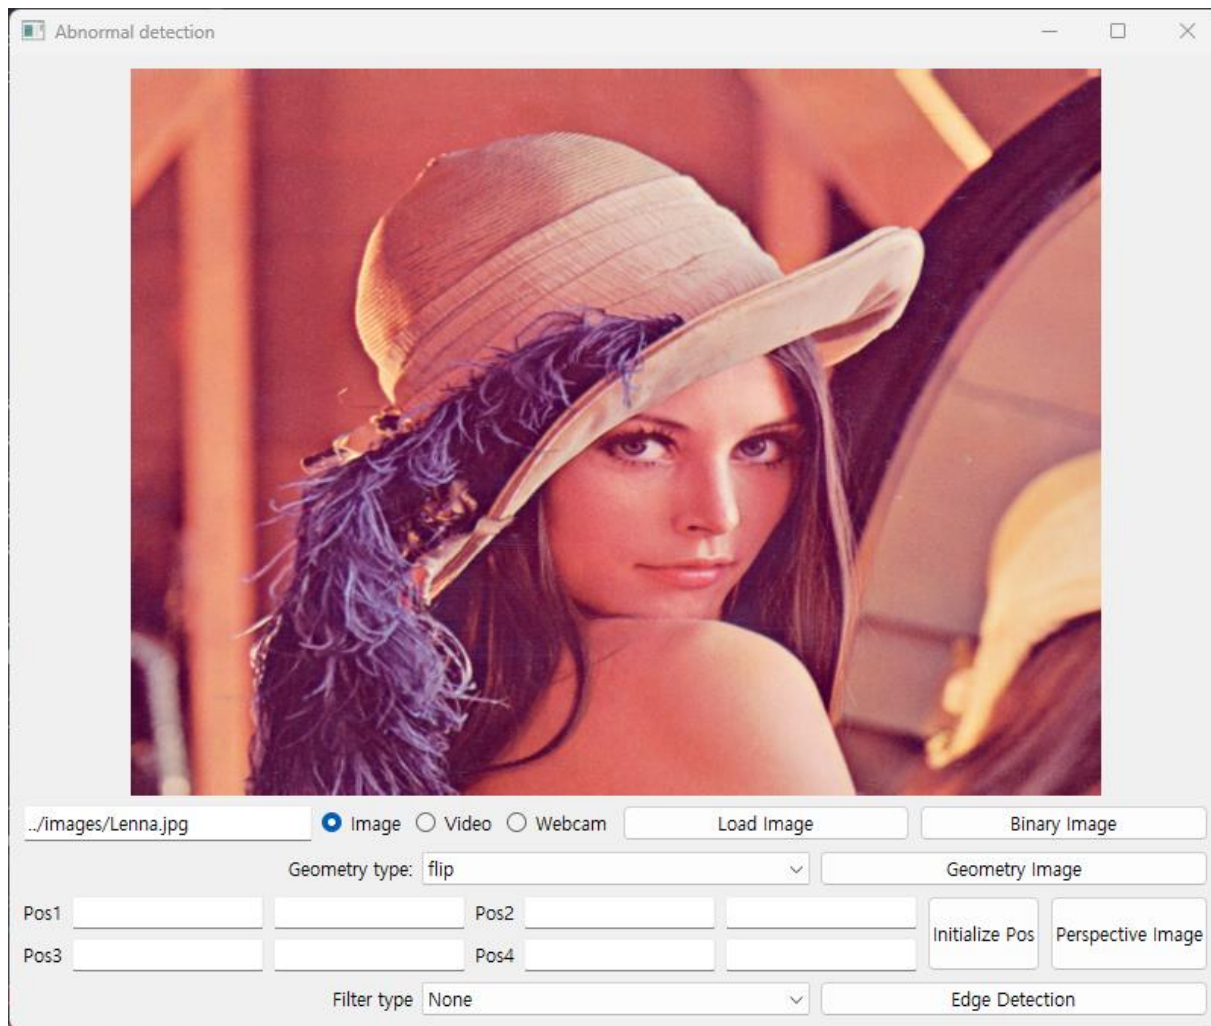 Abnormal detection
../images/Lenna.jpg Image Video Webcam Load Image Binary Image
Geometry type: flip Geometry Image
Pos1 Pos2
Initialize Pos Perspective Image
Pos3 Pos4
Filter type None Edge Detection